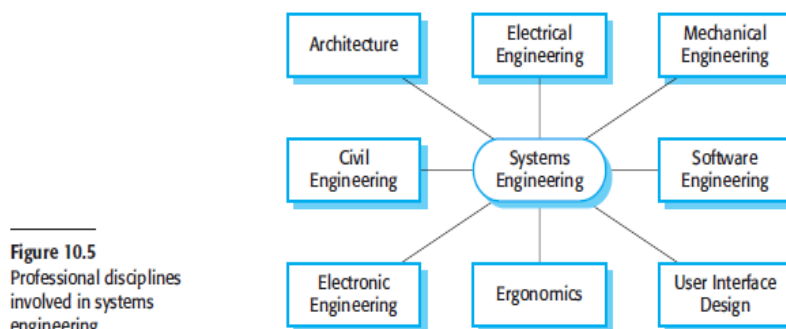 Architecture
Electrical
Engineering
Mechanical
Engineering
Civil
Engineering
Systems
Engineering
Software
Engineering
Figure 10.5
Professional disciplines
involved in systems
engineering
Electronic
Engineering
Ergonomics
User Interface
Design